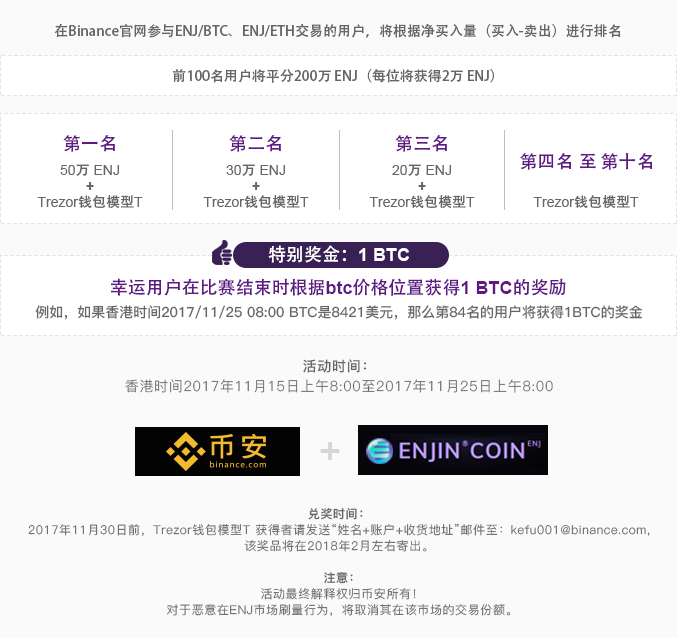 在Binance官网参与ENJ/BTC、ENJ/ETH交易的用户，将根据净买入量（买入-卖出）进行排名
前100名用户将平分200万 ENJ（每位将获得2万 ENJ）
第一名
50万 ENJ
+
Trezor钱包模型T
第二名
30万 ENJ
+
Trezor钱包模型T
第三名
20万 ENJ
+
Trezor钱包模型T
第四名 至 第十名
Trezor钱包模型T
特别奖金：1 BTC
幸运用户在比赛结束时根据btc价格位置获得1 BTC的奖励
例如，如果香港时间2017/11/25 08:00 BTC是8421美元，那么第84名的用户将获得1BTC的奖金
活动时间：
香港时间2017年11月15日上午8:00至2017年11月25日上午8:00
币安
binance.com
+
ENJIN®COIN ENJ
兑奖时间：
2017年11月30日前，Trezor钱包模型T 获得者请发送“姓名+账户+收货地址”邮件至：kefu001@binance.com,
该奖品将在2018年2月左右寄出。
注意：
活动最终解释权归币安所有！
对于恶意在ENJ市场刷量行为，将取消其在该市场的交易份额。